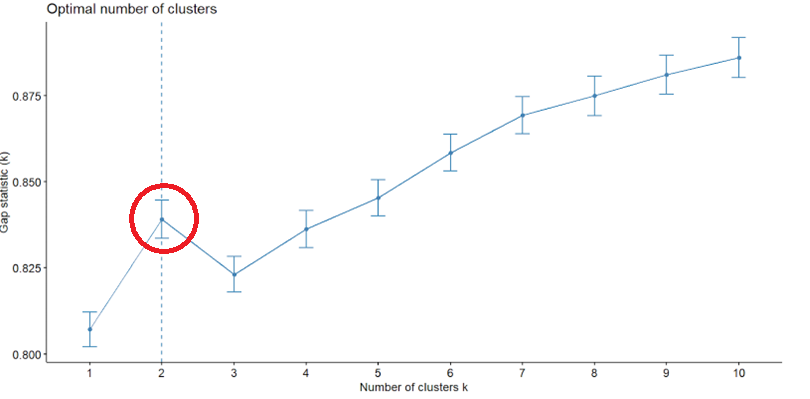 Optimal number of clusters
Gap statistic (k)
0.875
0.850
0.825
0.800
1 2 3 4 5 6 7 8 9 10
Number of clusters k